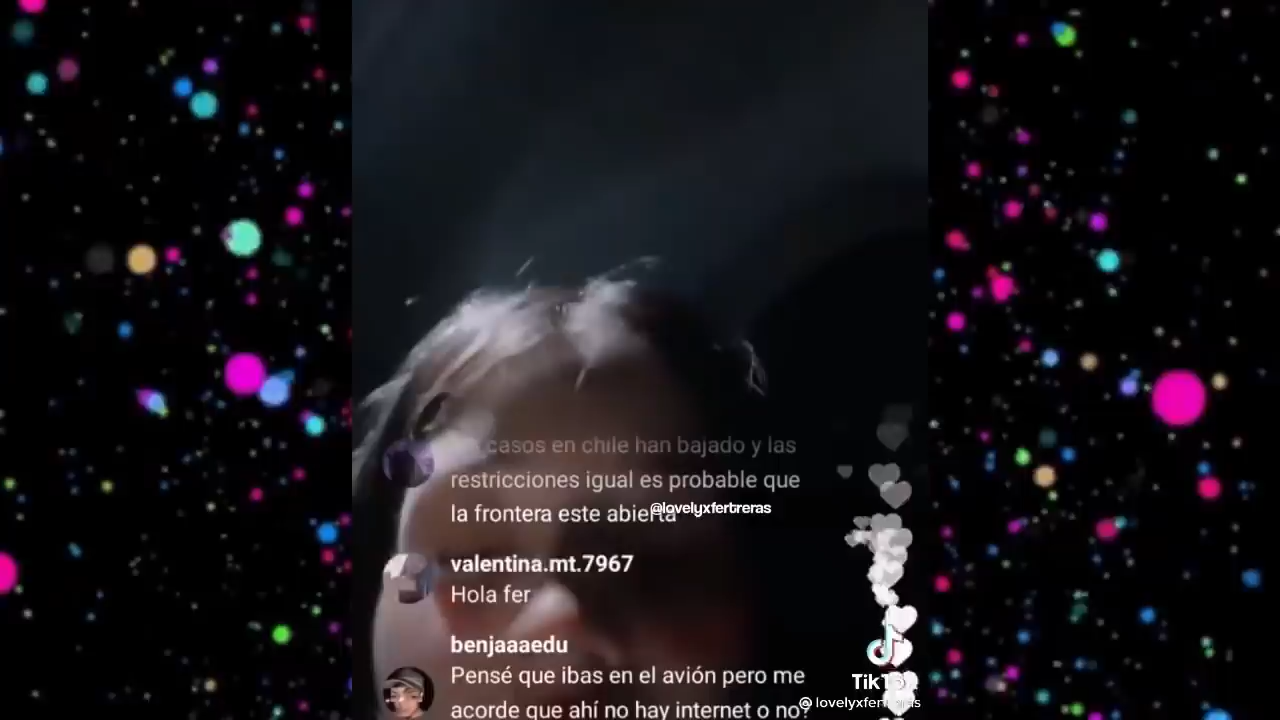 casos en chile han bajado y las
restricciones igual es probable que
la frontera este abierta
@lovelyxfertreras
valentina.mt.7967
Hola fer
benjaaaedu
Pensé que ibas en el avión pero me
acorde que ahí no hay internet o no?
TikTok
@lovelyxfertreras